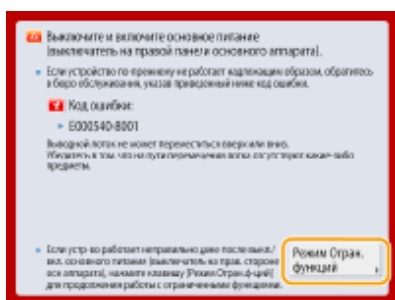 Выключите и включите основное питание
(выключатель на правой панели основного аппарата).
Если устройство по-прежнему не работает надлежащим образом, обратитесь
в бюро обслуживания, указав приведенный ниже код ошибки.
Код ошибки:
E000540-8001
Выводной лоток не может переместиться вверх или вниз.
Убедитесь в том, что на пути перемещения лотка отсутствуют какие-либо
предметы.
Если устр-во работает неправильно даже после выкл./
вкл. основного питания (выключатель на прав. стороне
осн аппарата), нажмите клавишу [Режим Огран.ф-ций]
для продолжения работы с ограниченными функциями.
Режим Огран.
функций